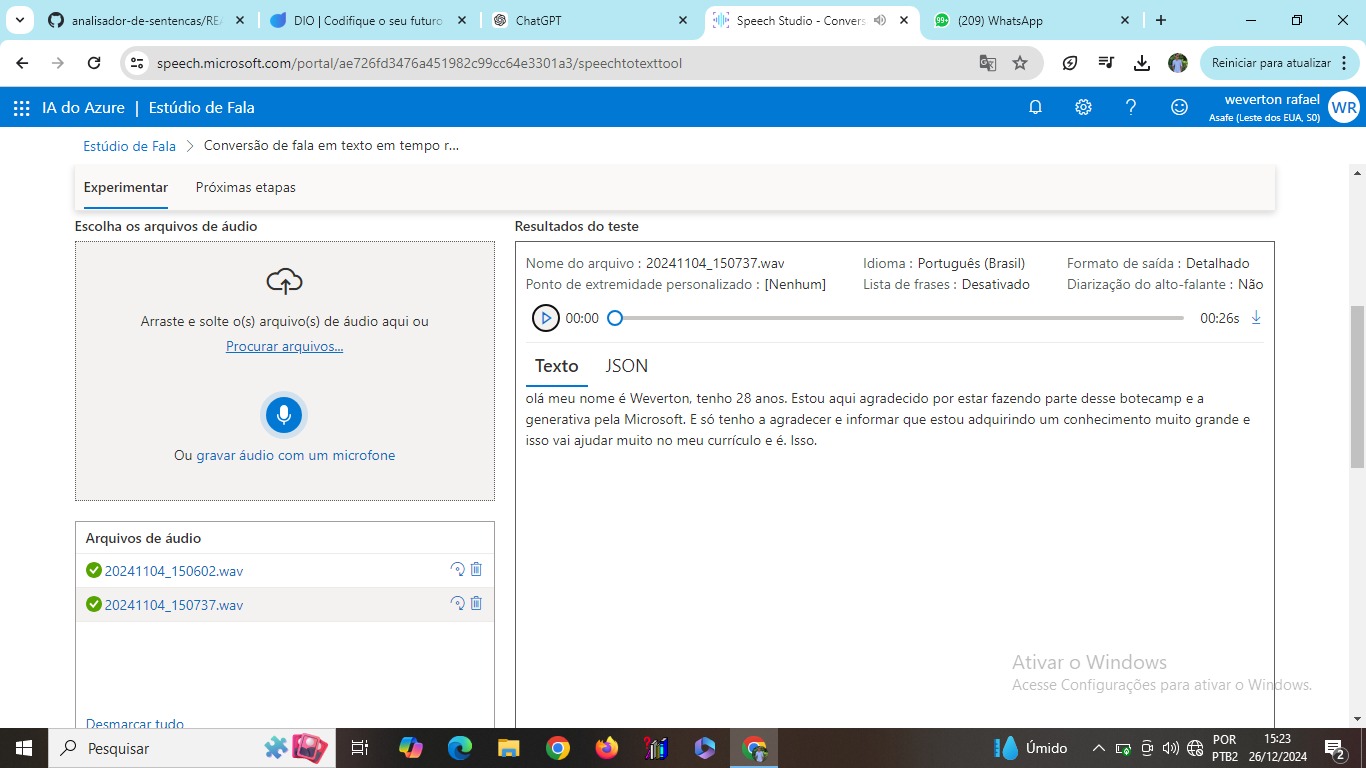 analisador-de-sentencas/REA
DIO | Codifique o seu futuro
ChatGPT
Speech Studio - Convers
99+
(209) WhatsApp
speech.microsoft.com/portal/ae726fd3476a451982c99cc64e3301a3/speechtotexttool
Reiniciar para atualizar
IA do Azure | Estúdio de Fala
weverton rafael
Asafe (Leste dos EUA, S0)
WR
Estúdio de Fala > Conversão de fala em texto em tempo r...
Experimentar Próximas etapas
Escolha os arquivos de áudio
Arraste e solte o(s) arquivo(s) de áudio aqui ou
Procurar arquivos...
Ou gravar áudio com um microfone
Arquivos de áudio
20241104_150602.wav
20241104_150737.wav
Desmarcar tudo
Resultados do teste
Nome do arquivo : 20241104_150737.wav Idioma : Português (Brasil) Formato de saída : Detalhado
Ponto de extremidade personalizado : [Nenhum] Lista de frases : Desativado Diarização do alto-falante : Não
00:00 00:26s
Texto JSON
olá meu nome é Weverton, tenho 28 anos. Estou aqui agradecido por estar fazendo parte desse botecamp e a
generativa pela Microsoft. E só tenho a agradecer e informar que estou adquirindo um conhecimento muito grande e
isso vai ajudar muito no meu currículo e é. Isso.
Ativar o Windows
Acesse Configurações para ativar o Windows.
Pesquisar
Úmido
POR
PTB2
15:23
26/12/2024
2